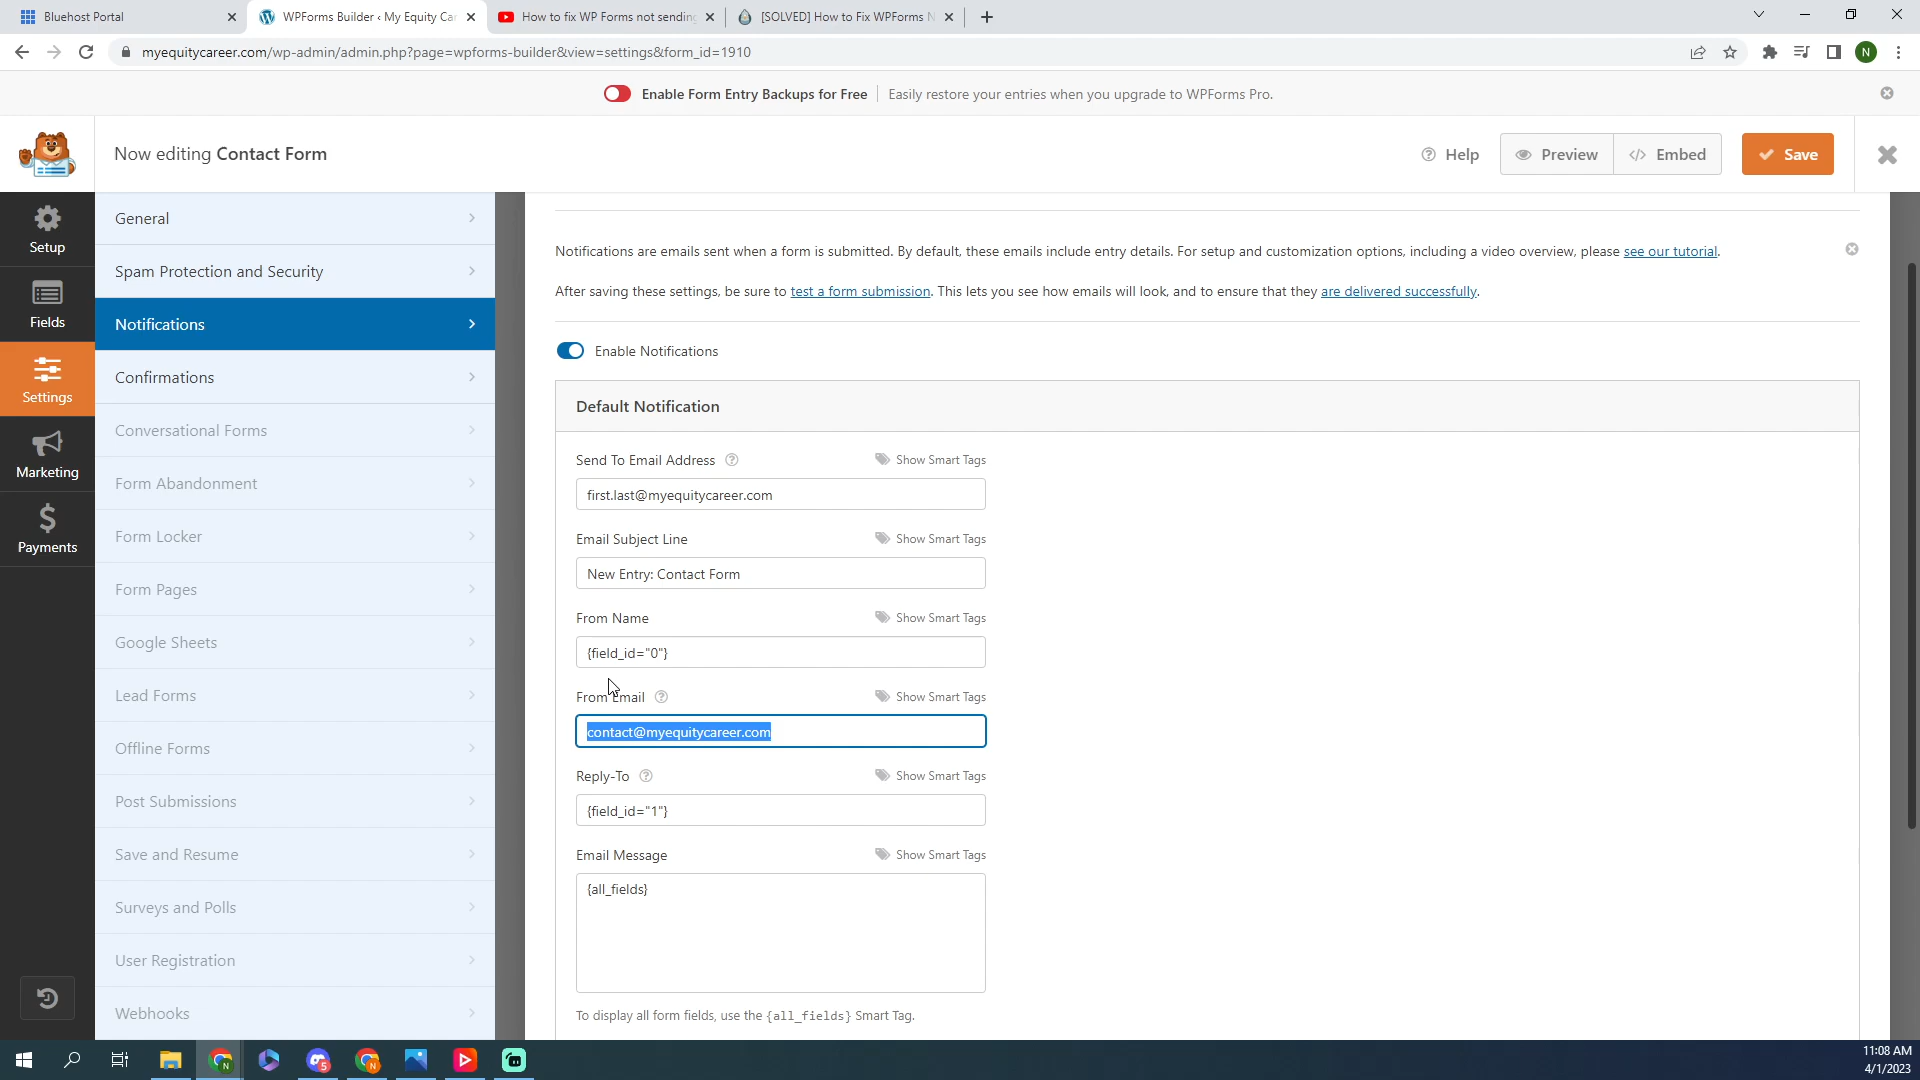 Bluehost Portal
WPForms Builder ‹ My Equity Car
How to fix WP Forms not sending
[SOLVED] How to Fix WPForms N
myequitycareer.com/wp-admin/admin.php?page=wpforms-builder&view=settings&form_id=1910
N
Enable Form Entry Backups for Free
Easily restore your entries when you upgrade to WPForms Pro.
Now editing Contact Form
Help
Preview
Embed
Save
Setup
Fields
Settings
Marketing
Payments
General
Spam Protection and Security
Notifications
Confirmations
Conversational Forms
Form Abandonment
Form Locker
Form Pages
Google Sheets
Lead Forms
Offline Forms
Post Submissions
Save and Resume
Surveys and Polls
User Registration
Webhooks
Notifications are emails sent when a form is submitted. By default, these emails include entry details. For setup and customization options, including a video overview, please see our tutorial.
After saving these settings, be sure to test a form submission. This lets you see how emails will look, and to ensure that they are delivered successfully.
Enable Notifications
Default Notification
Send To Email Address
Show Smart Tags
first.last@myequitycareer.com
Email Subject Line
Show Smart Tags
New Entry: Contact Form
From Name
Show Smart Tags
{field_id="0"}
From Email
Show Smart Tags
contact@myequitycareer.com
Reply-To
Show Smart Tags
{field_id="1"}
Email Message
Show Smart Tags
{all_fields}
To display all form fields, use the {all_fields} Smart Tag.
5
N
N
11:08 AM
4/1/2023